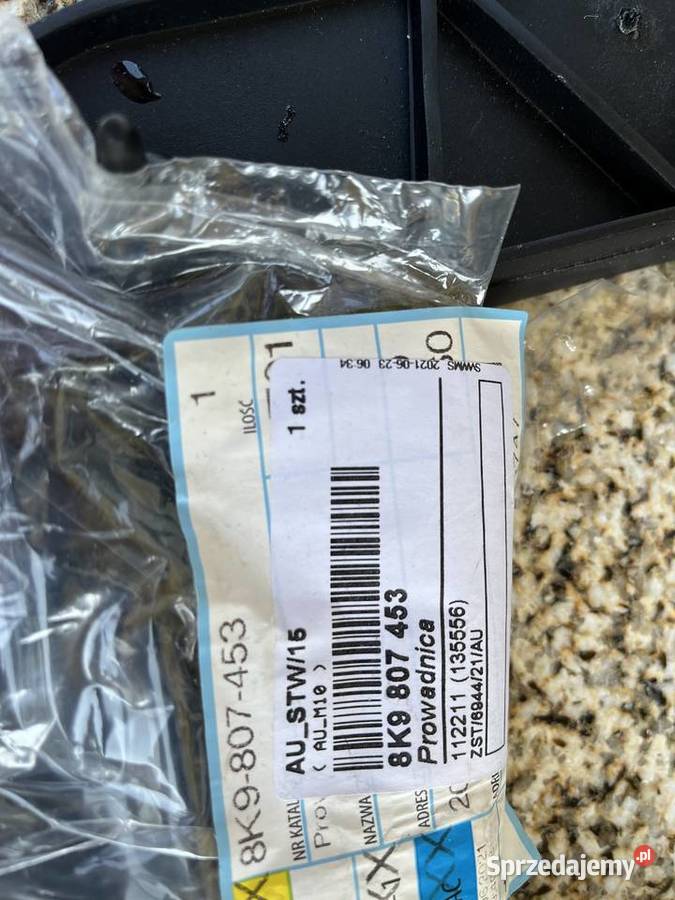 8K9-807-453
1
NR KATAL
ILOŚĆ
NAZWA
ADRES
AU_STW/15
1 szt.
( AU_M10 )
8K9 807 453
Prowadnica
112211 (135556)
ZST/6944/21/AU
SWMS 2021-06-23 06:34
Sprzedajemy.pl